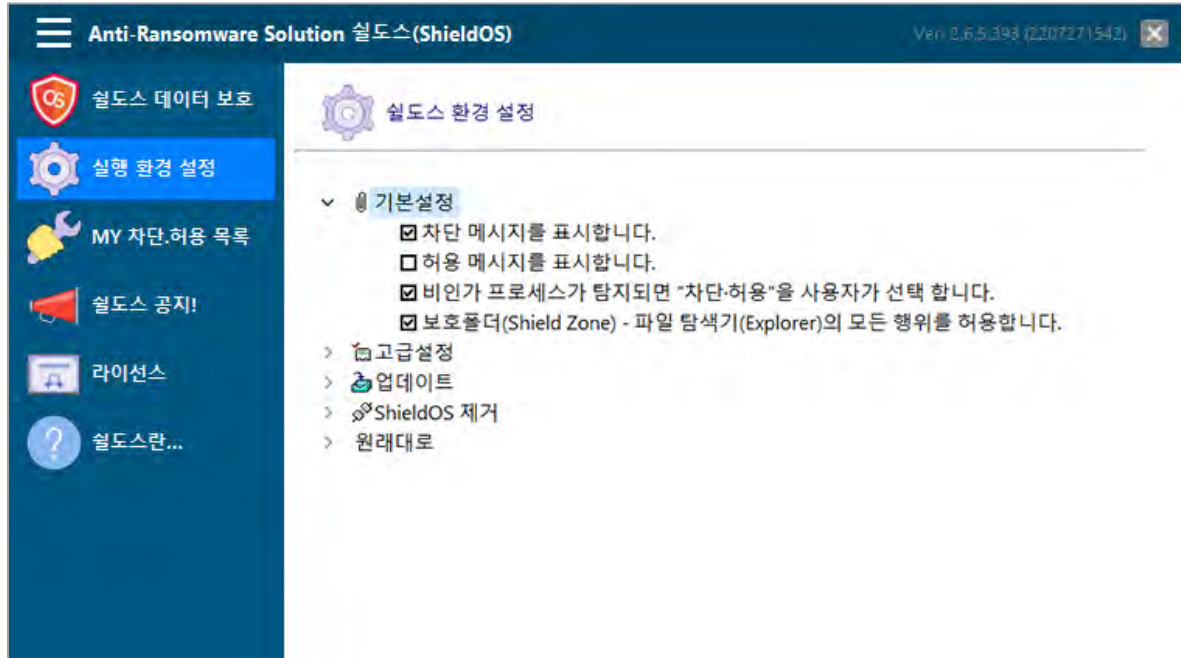 Anti-Ransomware Solution 쉴도스(ShieldOS)
Ver: 2.6.5.393 (2207271542)
쉴도스 데이터 보호
실행 환경 설정
MY 차단.허용 목록
쉴도스 공지!
라이선스
쉴도스란...
쉴도스 환경 설정
기본설정
차단 메시지를 표시합니다.
허용 메시지를 표시합니다.
비인가 프로세스가 탐지되면 "차단·허용"을 사용자가 선택 합니다.
보호폴더(Shield Zone) - 파일 탐색기(Explorer)의 모든 행위를 허용합니다.
고급설정
업데이트
ShieldOS 제거
원래대로